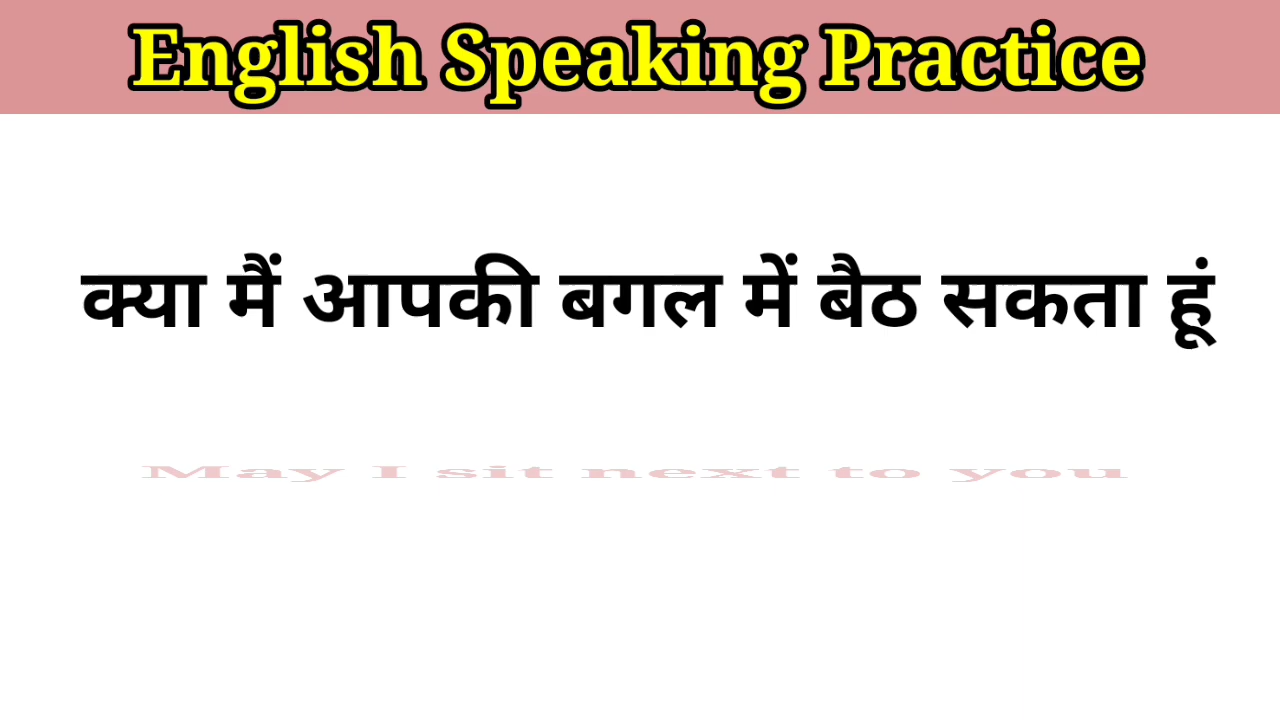 English Speaking Practice
क्या मैं आपकी बगल में बैठ सकता हूं
May I sit next to you